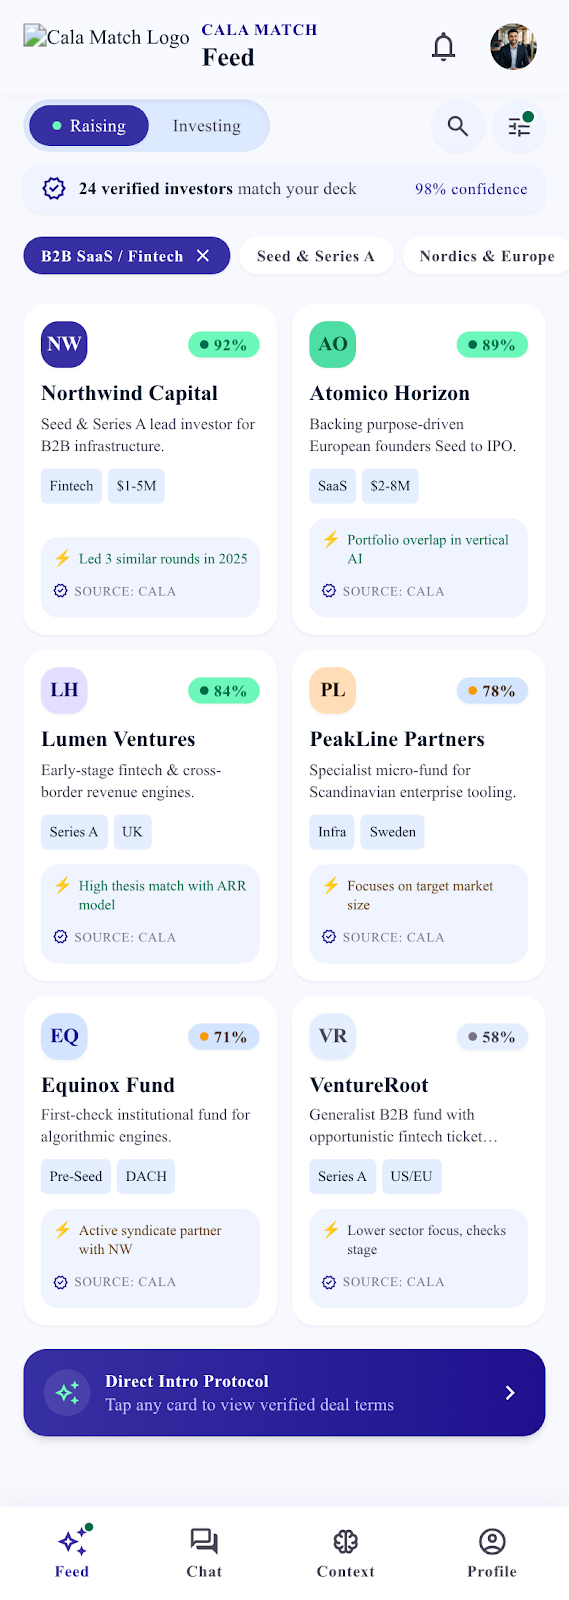 Cala Match Logo
CALA MATCH
Feed
Raising
Investing
24 verified investors match your deck
98% confidence
B2B SaaS / Fintech
Seed & Series A
Nordics & Europe
NW
92%
Northwind Capital
Seed & Series A lead investor for
B2B infrastructure.
Fintech
$1-5M
Led 3 similar rounds in 2025
SOURCE: CALA
AO
89%
Atomico Horizon
Backing purpose-driven
European founders Seed to IPO.
SaaS
$2-8M
Portfolio overlap in vertical
AI
SOURCE: CALA
LH
84%
Lumen Ventures
Early-stage fintech & cross-
border revenue engines.
Series A
UK
High thesis match with ARR
model
SOURCE: CALA
PL
78%
PeakLine Partners
Specialist micro-fund for
Scandinavian enterprise tooling.
Infra
Sweden
Focuses on target market
size
SOURCE: CALA
EQ
71%
Equinox Fund
First-check institutional fund for
algorithmic engines.
Pre-Seed
DACH
Active syndicate partner
with NW
SOURCE: CALA
VR
58%
VentureRoot
Generalist B2B fund with
opportunistic fintech ticket…
Series A
US/EU
Lower sector focus, checks
stage
SOURCE: CALA
Direct Intro Protocol
Tap any card to view verified deal terms
Feed
Chat
Context
Profile